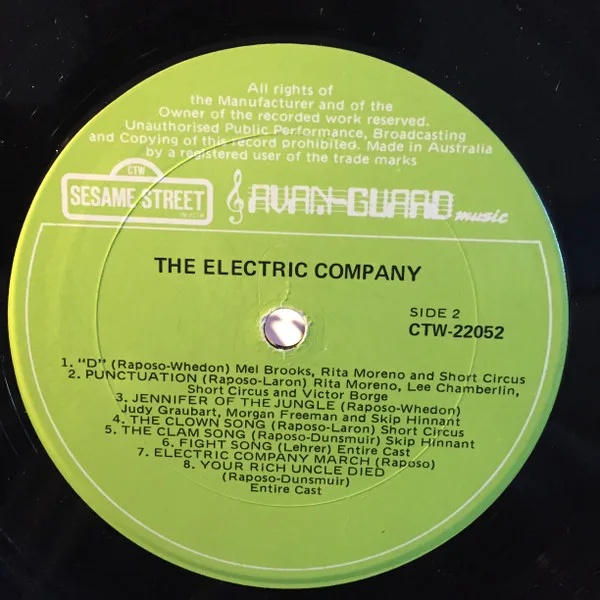 All rights of
the Manufacturer and of the
Owner of the recorded work reserved.
Unauthorised Public Performance, Broadcasting
and Copying of this record prohibited. Made in Australia
by a registered user of the trade marks
CTW
SESAME STREET
AVAN-GUARD music
THE ELECTRIC COMPANY
SIDE 2
CTW-22052
1. "D" (Raposo-Whedon) Mel Brooks, Rita Moreno and Short Circus
2. PUNCTUATION (Raposo-Laron) Rita Moreno, Lee Chamberlin,
Short Circus and Victor Borge
3. JENNIFER OF THE JUNGLE (Raposo-Whedon)
Judy Graubart, Morgan Freeman and Skip Hinnant
4. THE CLOWN SONG (Raposo-Laron) Short Circus
5. THE CLAM SONG (Raposo-Dunsmuir) Skip Hinnant
6. FIGHT SONG (Lehrer) Entire Cast
7. ELECTRIC COMPANY MARCH (Raposo)
8. YOUR RICH UNCLE DIED
(Raposo-Dunsmuir)
Entire Cast